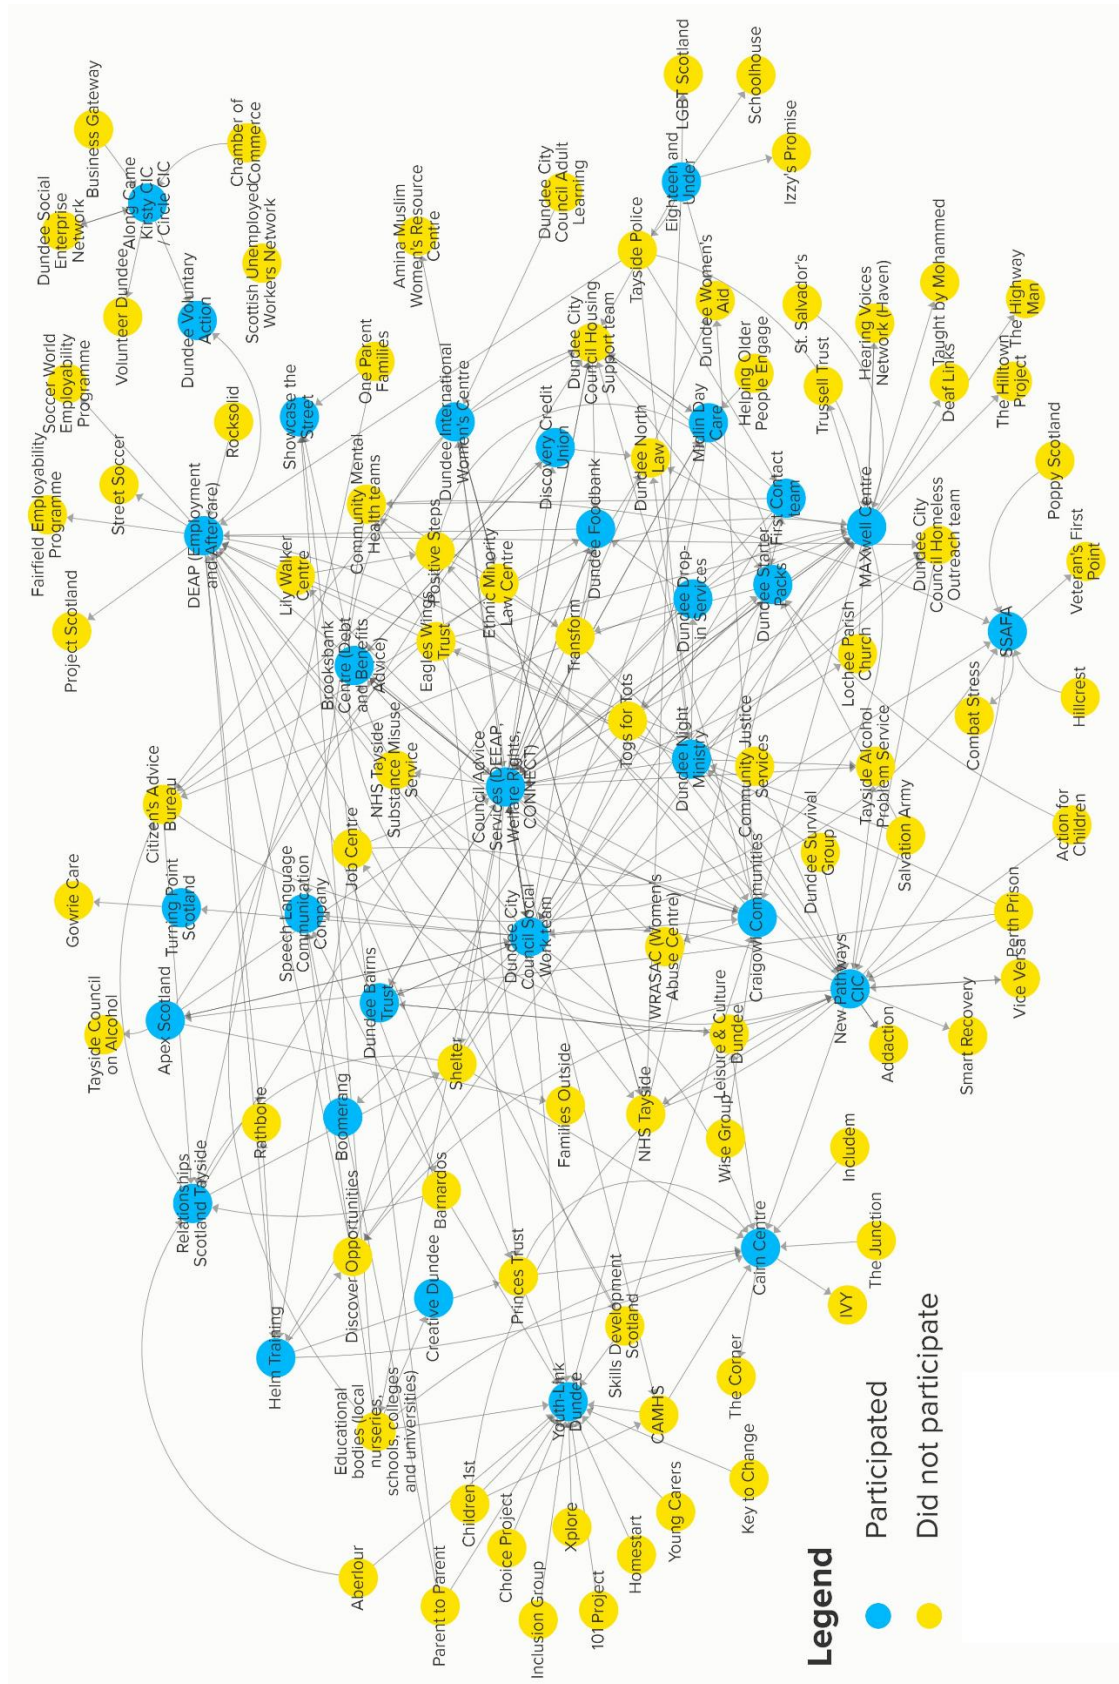 Dundee Social
Enterprise
Network
Business Gateway
Fairfield Employability
Programme
Soccer World
Employability
Programme
Project Scotland
Gowrie Care
Tayside Council
on Alcohol
Street Soccer
Volunteer Dundee
Along Came
Kirsty CIC
/ Circle CIC
Citizen's Advice
Bureau
Turning Point
Scotland
Apex Scotland
Relationships
Scotland Tayside
DEAP (Employment
and Aftercare)
Dundee Voluntary
Action
Rocksolid
Chamber of
Commerce
Scottish Unemployed
Workers Network
Helm Training
Rathbone
Speech Language
Communication
Company
Lily Walker
Centre
Showcase the
Street
Aberlour
Educational
bodies (local
nurseries,
schools, colleges
and universities)
Discover Opportunities
Boomerang
Dundee Bairns
Trust
Job Centre
Brooksbank
Centre (Debt
and Benefits
Advice)
Community Mental
Health teams
One Parent
Families
NHS Tayside
Substance Misuse
Service
Amina Muslim
Women's Resource
Centre
Parent to Parent
Creative Dundee
Barnardos
Shelter
Eagles Wings
Trust
Positive Steps
Dundee International
Women's Centre
Children 1st
Choice Project
Princes Trust
Council Advice
Services (DEEAP,
Welfare Rights,
CONNECT)
Ethnic Minority
Law Centre
Dundee City
Council Social
Work team
Inclusion Group
Xplore
Youth-Link
Dundee
Families Outside
Transform
Discovery Credit
Union
Dundee City
Council Adult
Learning
101 Project
Homestart
Skills Development
Scotland
Togs for Tots
Dundee Foodbank
Dundee City
Council Housing
Support team
Young Carers
CAMHS
NHS Tayside
WRASAC (Women's
Abuse Centre)
Dundee North
Law
Tayside Police
Dundee Night
Ministry
Dundee Drop-
in Services
Midlin Day
Care
Dundee Women's
Aid
Eighteen and
Under
LGBT Scotland
Key to Change
The Corner
Wise Group
Leisure & Culture
Dundee
Cairn Centre
Craigowl Communities
Community Justice
Services
Dundee Starter
Packs
First Contact
Team
Helping Older
People Engage
Schoolhouse
Izzy's Promise
IVY
The Junction
Includem
New Pathways
CIC
Dundee Survival
Group
Lochee Parish
Church
Trussell Trust
St. Salvador's
Tayside Alcohol
Problem Service
MAXwell Centre
Hearing Voices
Network (Haven)
Addaction
Salvation Army
Dundee City
Council Homeless
Outreach team
Deaf Links
Taught by Mohammed
Smart Recovery
Combat Stress
SSAFA
The Hilltown
Project
The Highway
Man
Vice Versa
Perth Prison
Action for
Children
Hillcrest
Veteran's First
Point
Poppy Scotland
Legend
Participated
Did not participate